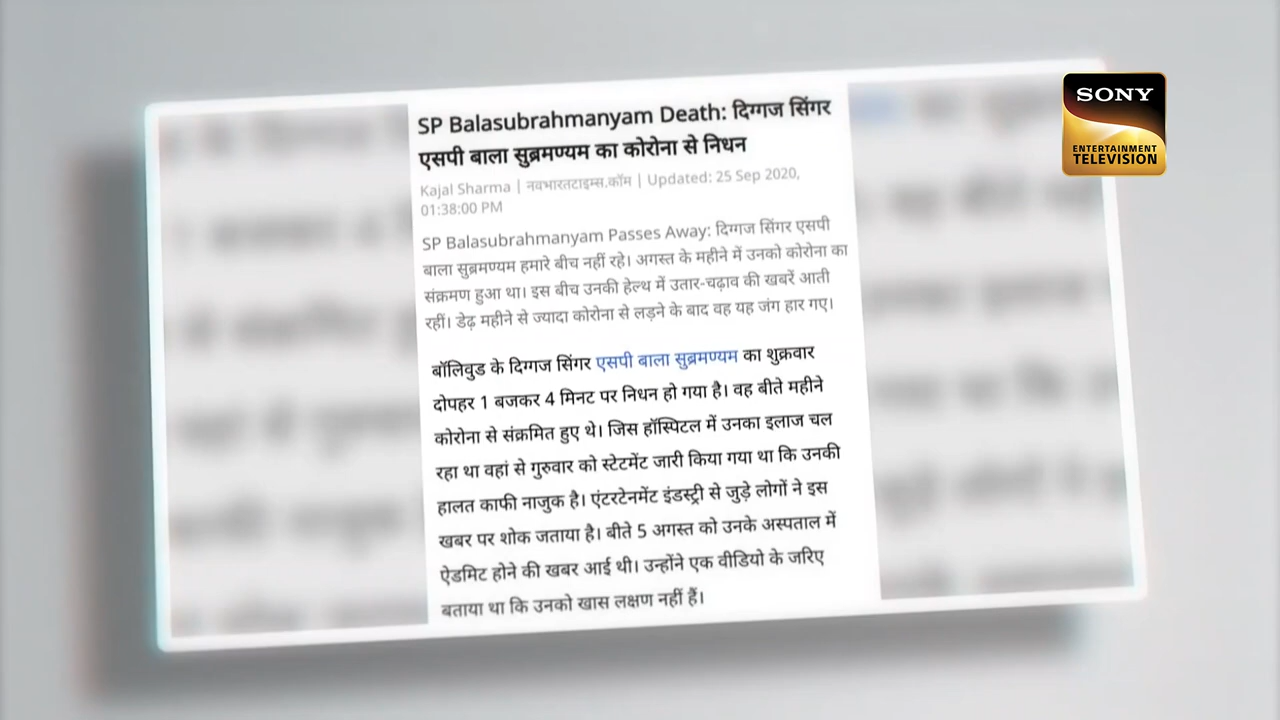 SP Balasubrahmanyam Death: दिग्गज सिंगर
एसपी बाला सुब्रमण्यम का कोरोना से निधन
Kajal Sharma | नवभारतटाइम्स.कॉम | Updated: 25 Sep 2020,
01:38:00 PM
SP Balasubrahmanyam Passes Away: दिग्गज सिंगर एसपी
बाला सुब्रमण्यम हमारे बीच नहीं रहे। अगस्त के महीने में उनको कोरोना का
संक्रमण हुआ था। इस बीच उनकी हेल्थ में उतार-चढ़ाव की खबरें आती
रहीं। डेढ़ महीने से ज्यादा कोरोना से लड़ने के बाद वह यह जंग हार गए।
बॉलिवुड के दिग्गज सिंगर एसपी बाला सुब्रमण्यम का शुक्रवार
दोपहर 1 बजकर 4 मिनट पर निधन हो गया है। वह बीते महीने
कोरोना से संक्रमित हुए थे। जिस हॉस्पिटल में उनका इलाज चल
रहा था वहां से गुरुवार को स्टेटमेंट जारी किया गया था कि उनकी
हालत काफी नाजुक है। एंटरटेनमेंट इंडस्ट्री से जुड़े लोगों ने इस
खबर पर शोक जताया है। बीते 5 अगस्त को उनके अस्पताल में
ऐडमिट होने की खबर आई थी। उन्होंने एक वीडियो के जरिए
बताया था कि उनको खास लक्षण नहीं हैं।
SONY
ENTERTAINMENT
TELEVISION